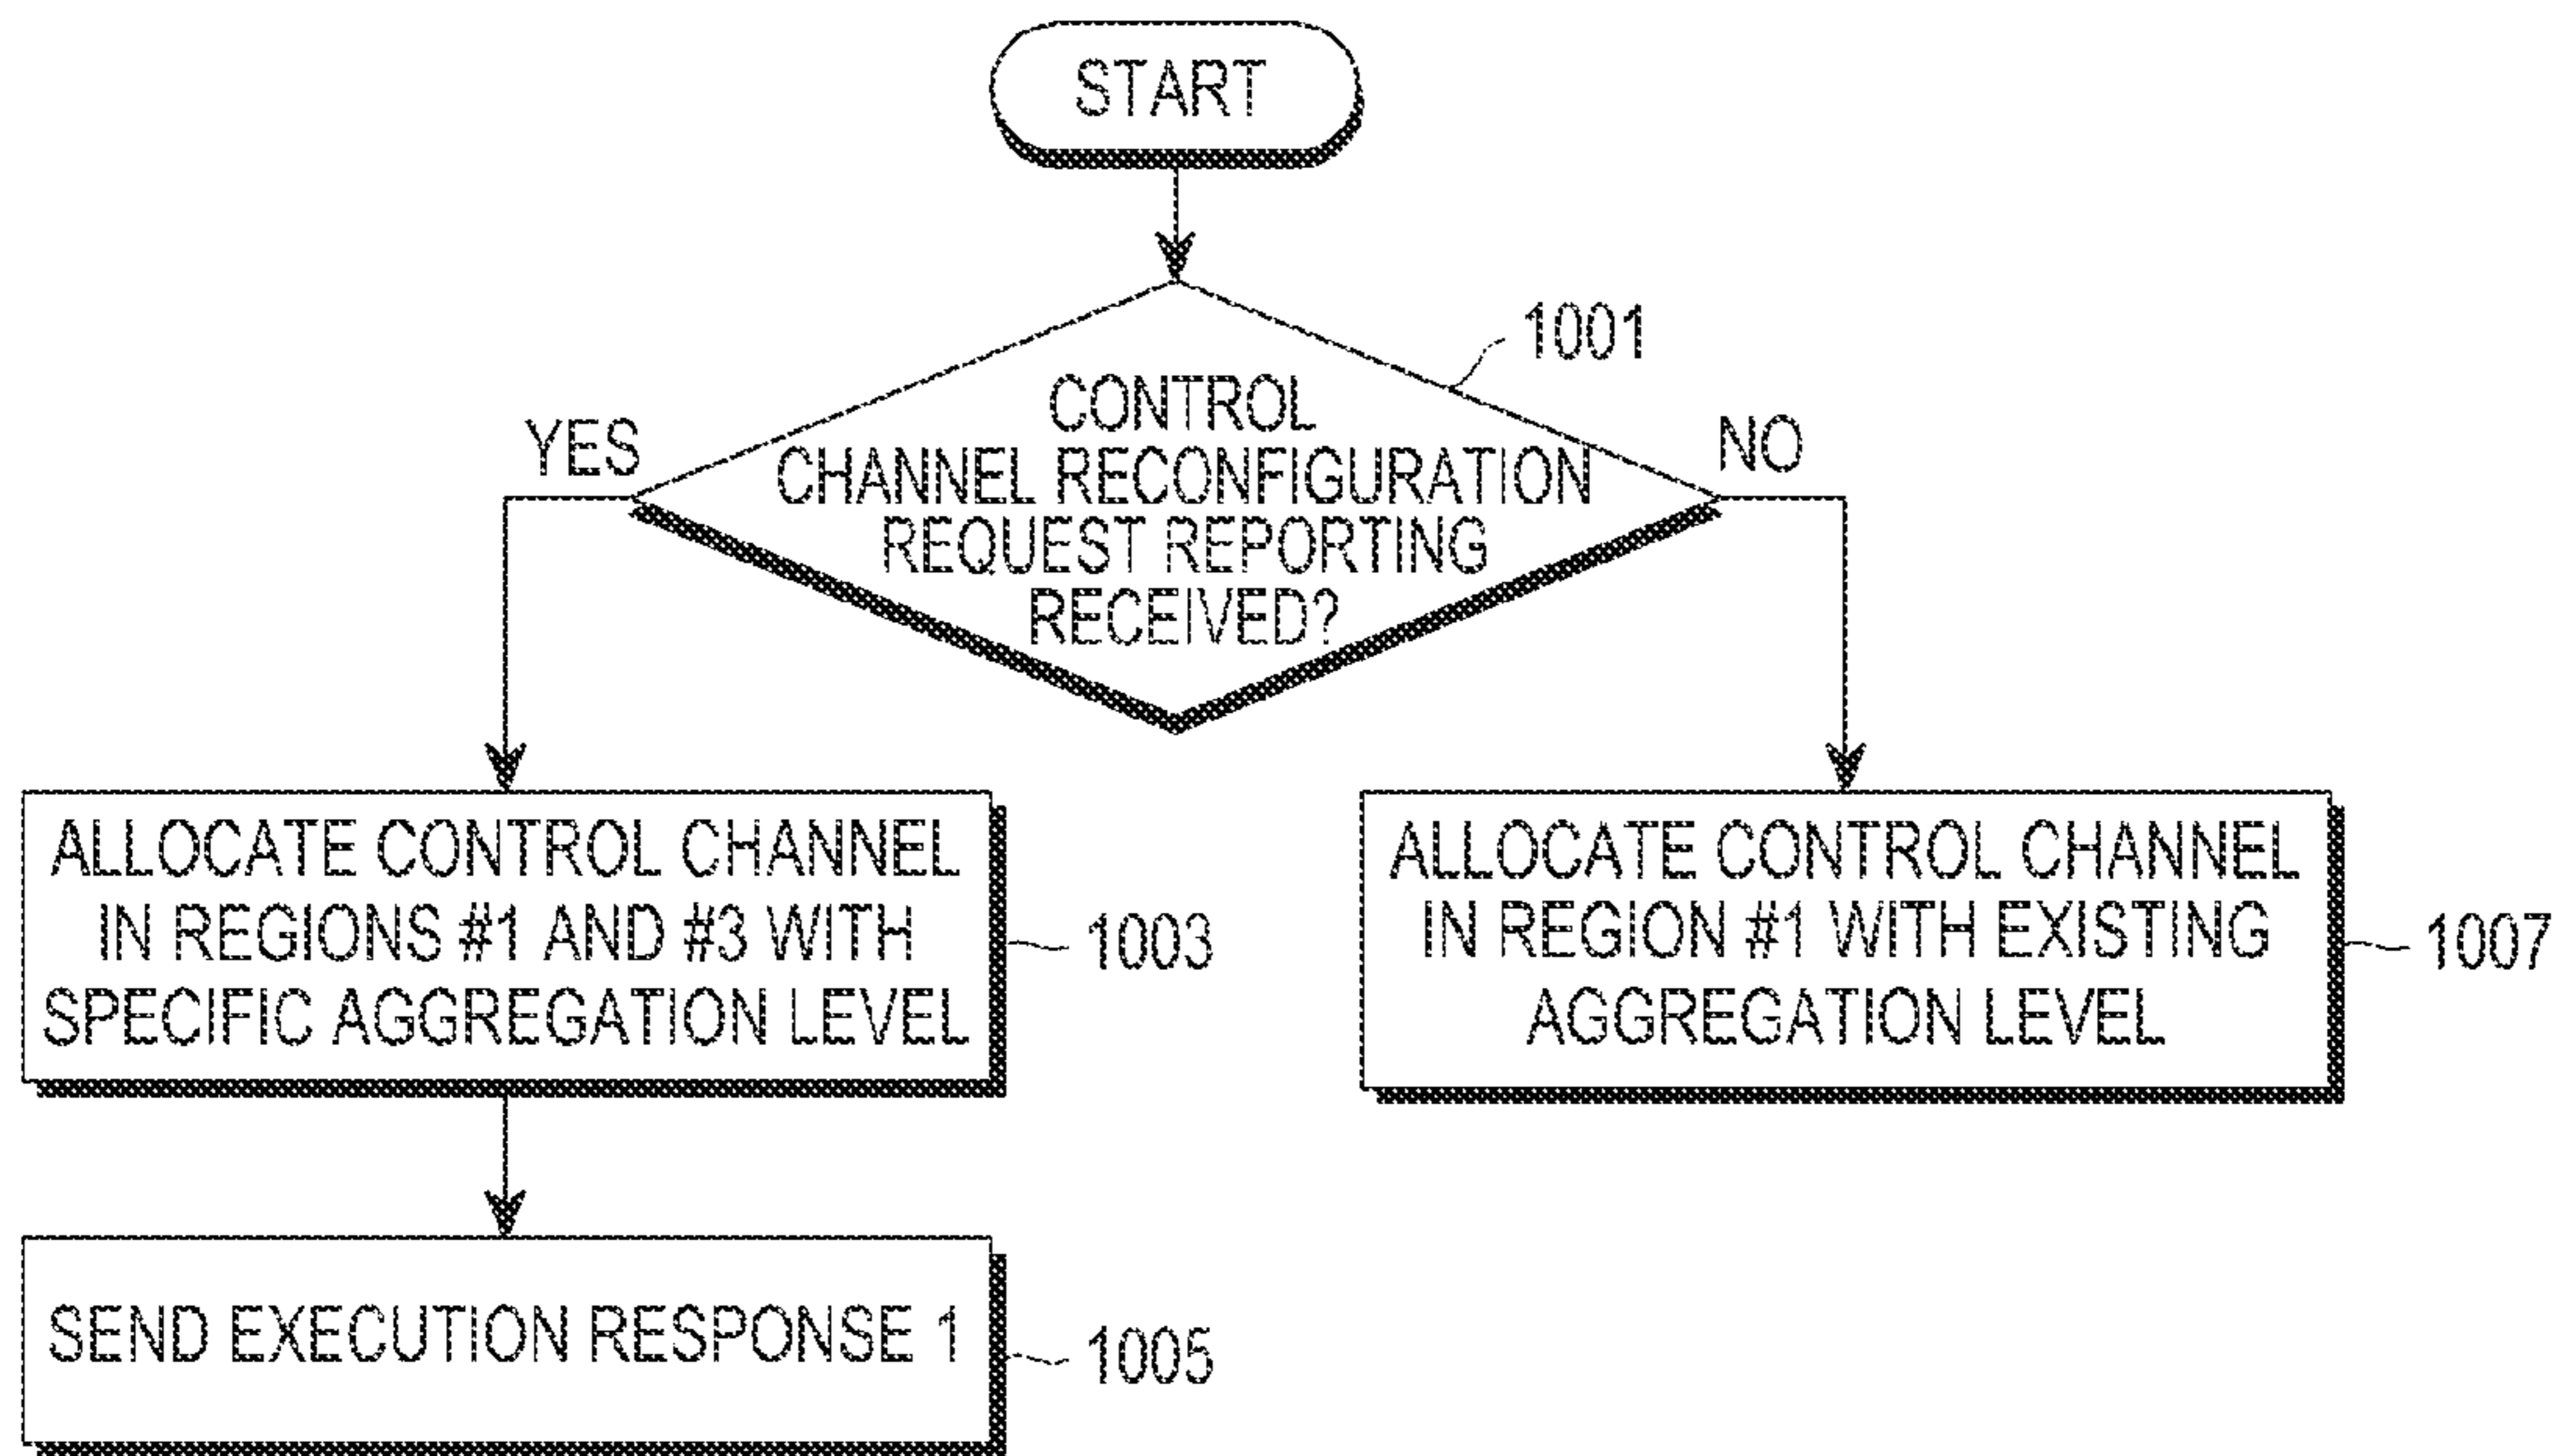 START
1001
CONTROL
CHANNEL RECONFIGURATION
REQUEST REPORTING
RECEIVED?
YES
NO
ALLOCATE CONTROL CHANNEL
IN REGIONS #1 AND #3 WITH
SPECIFIC AGGREGATION LEVEL
1003
ALLOCATE CONTROL CHANNEL
IN REGION #1 WITH EXISTING
AGGREGATION LEVEL
1007
SEND EXECUTION RESPONSE 1
1005